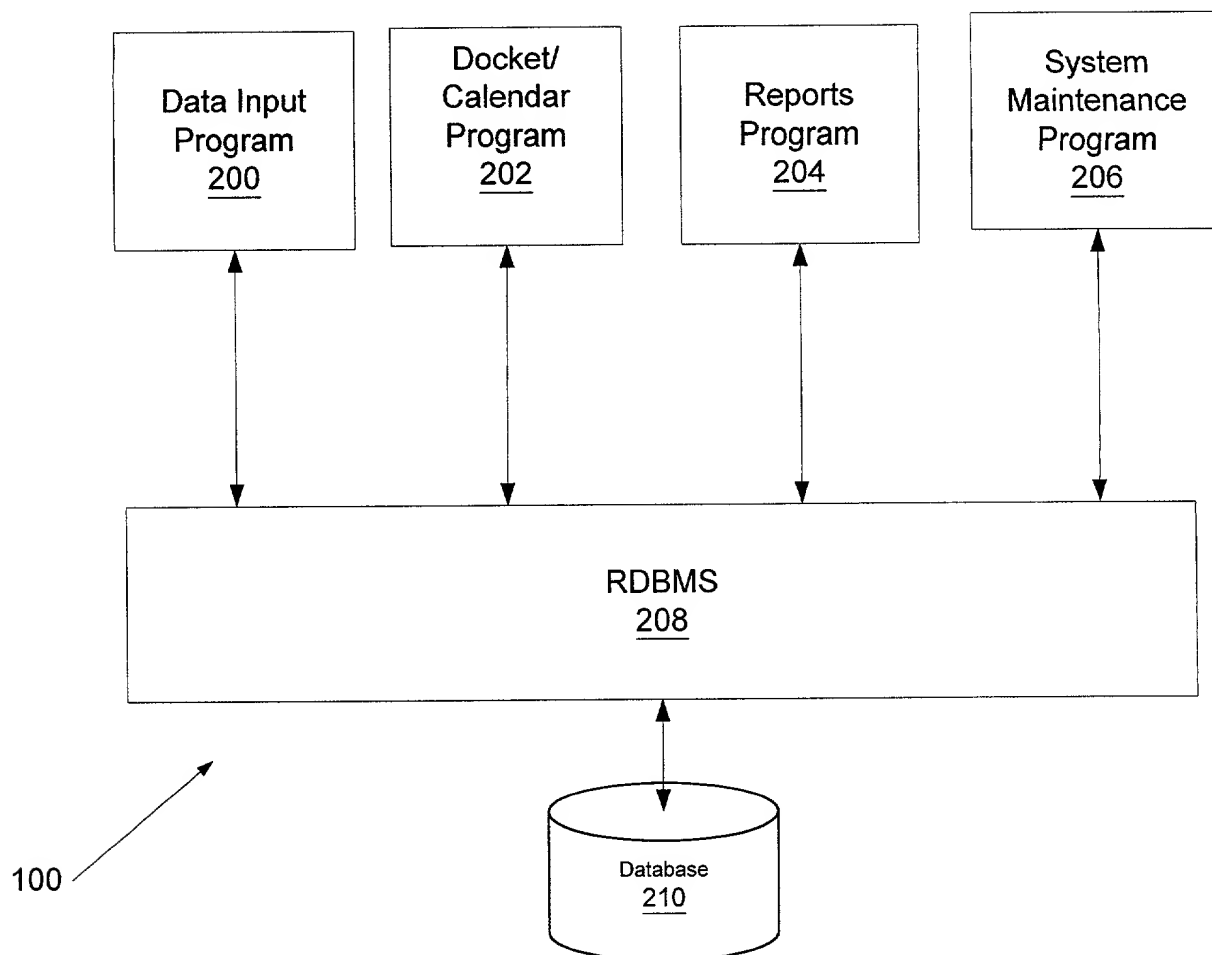 Data Input
Program
200
Docket/
Calendar
Program
202
Reports
Program
204
System
Maintenance
Program
206
RDBMS
208
100
Database
210